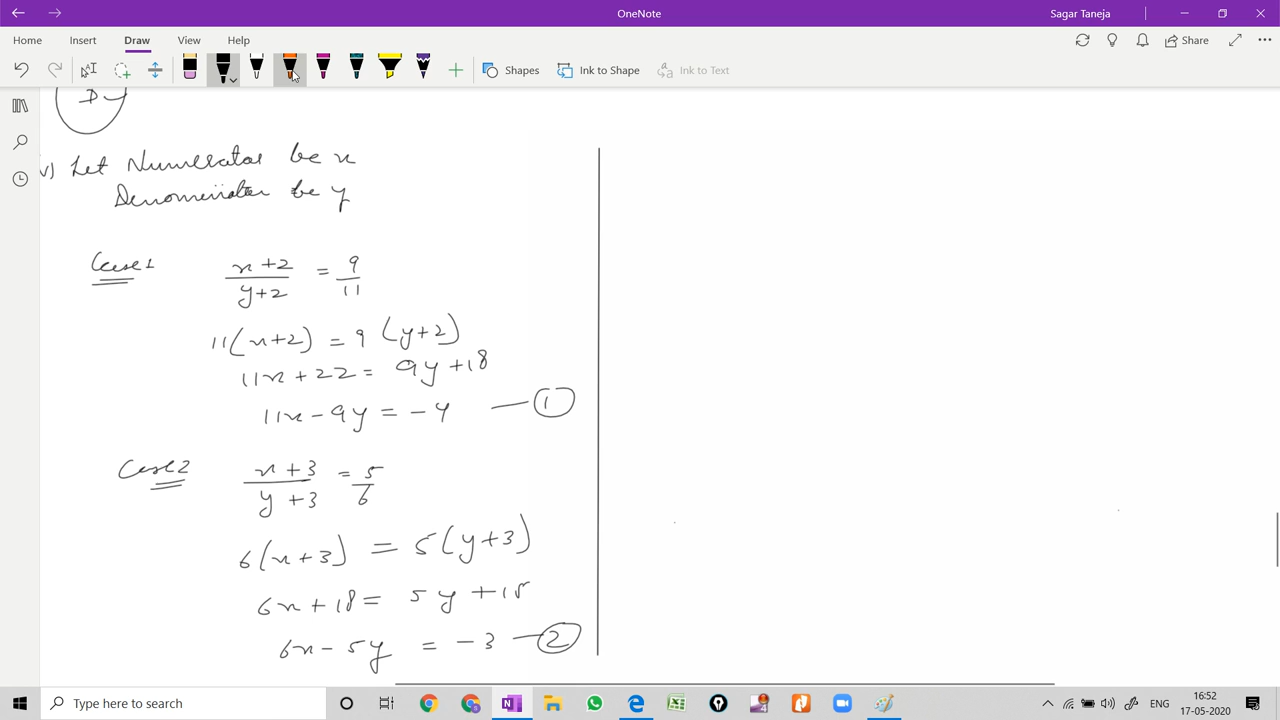 OneNote
Sagar Taneja
Home Insert Draw View Help
Share
Shapes Ink to Shape Ink to Text
D y
v) Let Numerator be x
Denominator be y
Case 1
x+2 / y+2 = 9 / 11
11(x+2) = 9 (y+2)
11x+22 = 9y+18
11x-9y = -4 — ①
Case 2
x+3 / y+3 = 5 / 6
6(x+3) = 5(y+3)
6x+18 = 5y+15
6x-5y = -3 — ②
Type here to search
ENG
16:52
17-05-2020